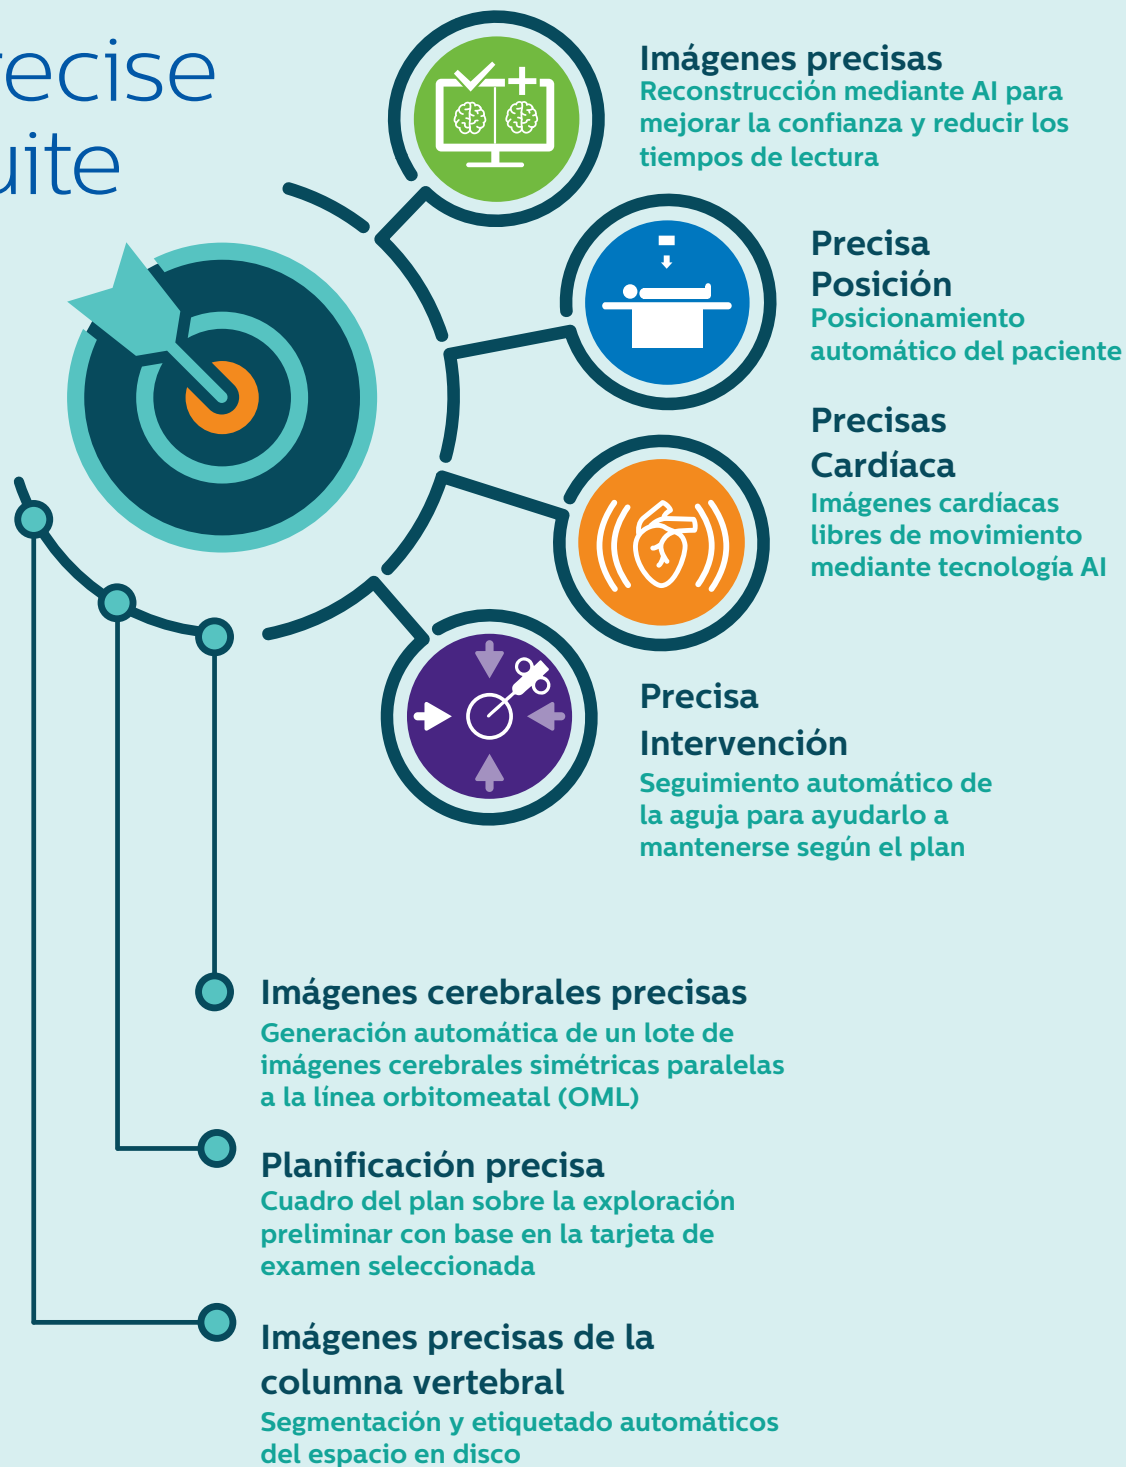 recise
uite
Imágenes precisas
Reconstrucción mediante AI para
mejorar la confianza y reducir los
tiempos de lectura
Precisa
Posición
Posicionamiento
automático del paciente
Precisas
Cardíaca
Imágenes cardíacas
libres de movimiento
mediante tecnología AI
Precisa
Intervención
Seguimiento automático de
la aguja para ayudarlo a
mantenerse según el plan
Imágenes cerebrales precisas
Generación automática de un lote de
imágenes cerebrales simétricas paralelas
a la línea orbitomeatal (OML)
Planificación precisa
Cuadro del plan sobre la exploración
preliminar con base en la tarjeta de
examen seleccionada
Imágenes precisas de la
columna vertebral
Segmentación y etiquetado automáticos
del espacio en disco